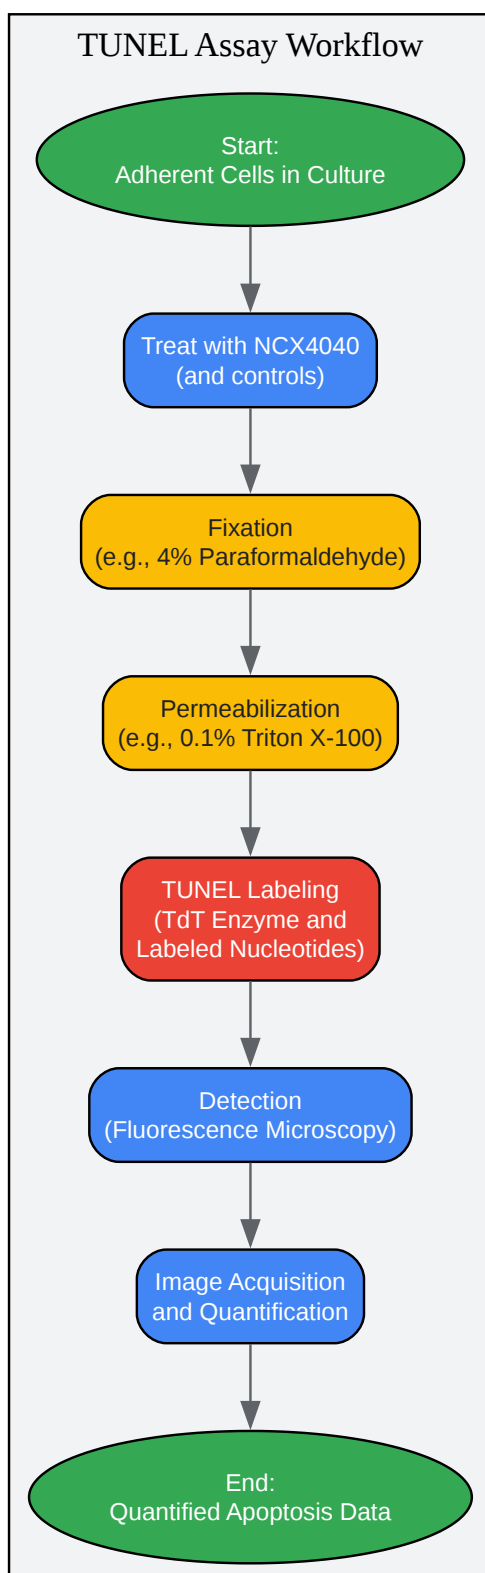 TUNEL Assay Workflow
Start:
Adherent Cells in Culture
Treat with NCX4040
(and controls)
Fixation
(e.g., 4% Paraformaldehyde)
Permeabilization
(e.g., 0.1% Triton X-100)
TUNEL Labeling
(TdT Enzyme and
Labeled Nucleotides)
Detection
(Fluorescence Microscopy)
Image Acquisition
and Quantification
End:
Quantified Apoptosis Data